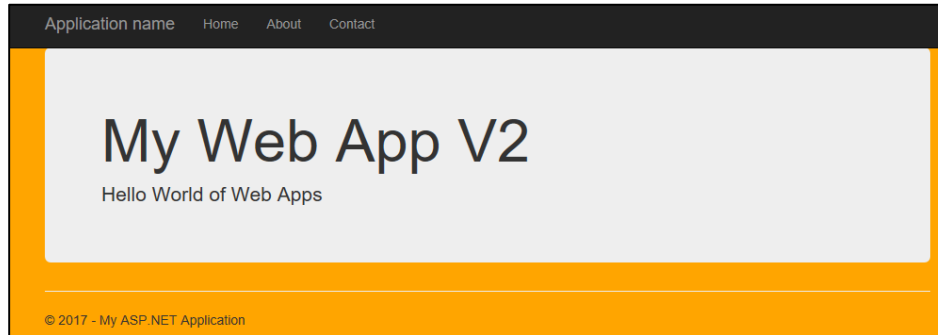 Application name Home About Contact
My Web App V2
Hello World of Web Apps
© 2017 - My ASP.NET Application